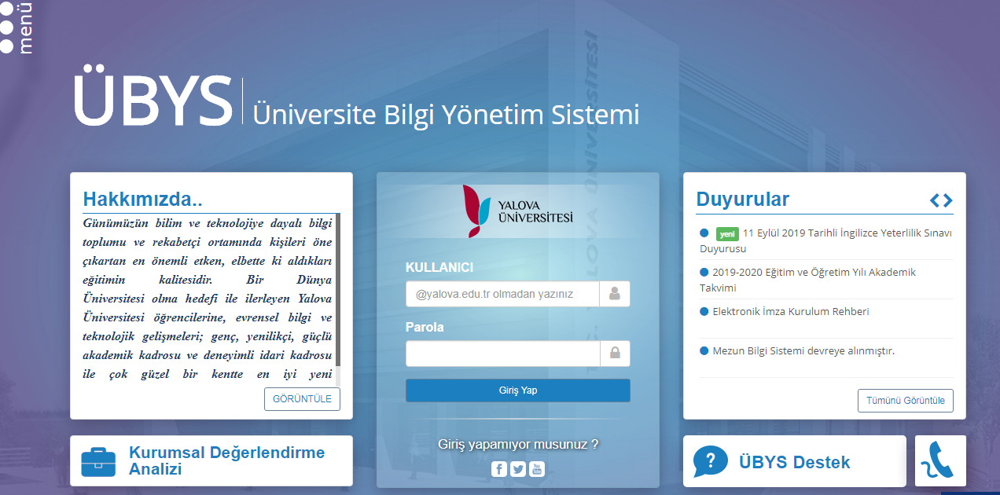 menü
ÜBYS
Üniversite Bilgi Yönetim Sistemi
Hakkımızda..
Günümüzün bilim ve teknolojiye dayalı bilgi
toplumu ve rekabetçi ortamında kişileri öne
çıkartan en önemli etken, elbette ki aldıkları
eğitimin kalitesidir. Bir Dünya
Üniversitesi olma hedefi ile ilerleyen Yalova
Üniversitesi öğrencilerine, evrensel bilgi ve
teknolojik gelişmeleri; genç, yenilikçi, güçlü
akademik kadrosu ve deneyimli idari kadrosu
ile çok güzel bir kentte en iyi yeni
GÖRÜNTÜLE
Kurumsal Değerlendirme
Analizi
YALOVA
ÜNİVERSİTESİ
T.C. YALOVA ÜNİVERSİTESİ
KULLANICI
@yalova.edu.tr olmadan yazınız
Parola
Giriş Yap
Giriş yapamıyor musunuz ?
Duyurular
yeni 11 Eylül 2019 Tarihli İngilizce Yeterlilik Sınavı
Duyurusu
2019-2020 Eğitim ve Öğretim Yılı Akademik
Takvimi
Elektronik İmza Kurulum Rehberi
Mezun Bilgi Sistemi devreye alınmıştır.
Tümünü Görüntüle
ÜBYS Destek